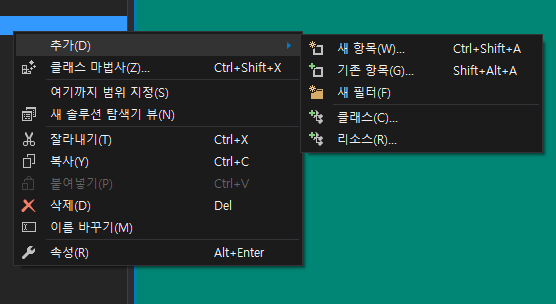 추가(D)
클래스 마법사(Z)... Ctrl+Shift+X
여기까지 범위 지정(S)
새 솔루션 탐색기 뷰(N)
잘라내기(T) Ctrl+X
복사(Y) Ctrl+C
붙여넣기(P) Ctrl+V
삭제(D) Del
이름 바꾸기(M)
속성(R) Alt+Enter
새 항목(W)... Ctrl+Shift+A
기존 항목(G)... Shift+Alt+A
새 필터(F)
클래스(C)...
리소스(R)...